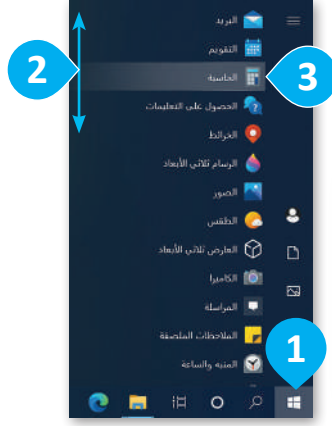 البريد
التقويم
2
الحاسبة
3
الحصول على التعليمات
الخرائط
الرسام ثلاثي الأبعاد
الصور
الطقس
العارض ثلاثي الأبعاد
الكاميرا
المراسلة
الملاحظات الملصقة
1
المنبه والساعة